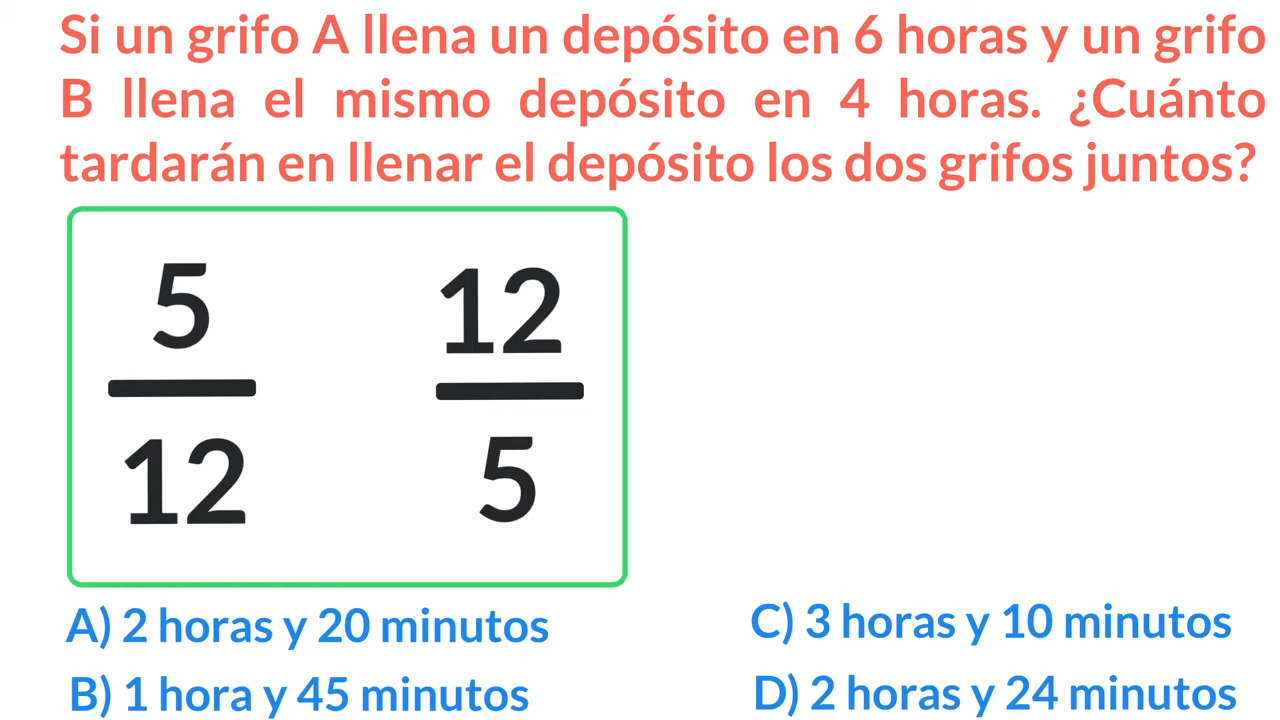 Si un grifo A llena un depósito en 6 horas y un grifo
B llena el mismo depósito en 4 horas. ¿Cuánto
tardarán en llenar el depósito los dos grifos juntos?
5 12
12 5
A) 2 horas y 20 minutos
C) 3 horas y 10 minutos
B) 1 hora y 45 minutos
D) 2 horas y 24 minutos